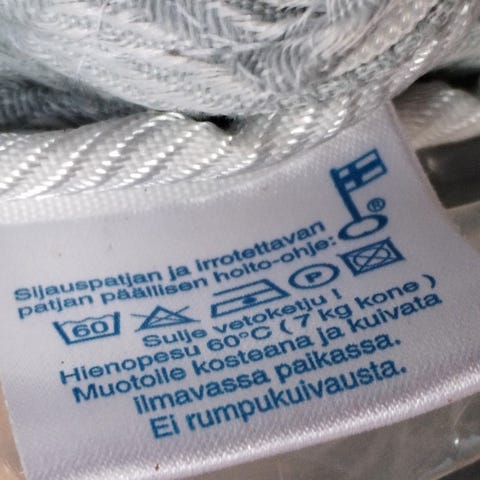 ®
Sijauspatjan ja irrotettavan
patjan päällisen hoito-ohje:
60 P
Sulje vetoketju !
Hienopesu 60°C ( 7 kg kone )
Muotoile kosteana ja kuivata
ilmavassa paikassa.
Ei rumpukuivausta.